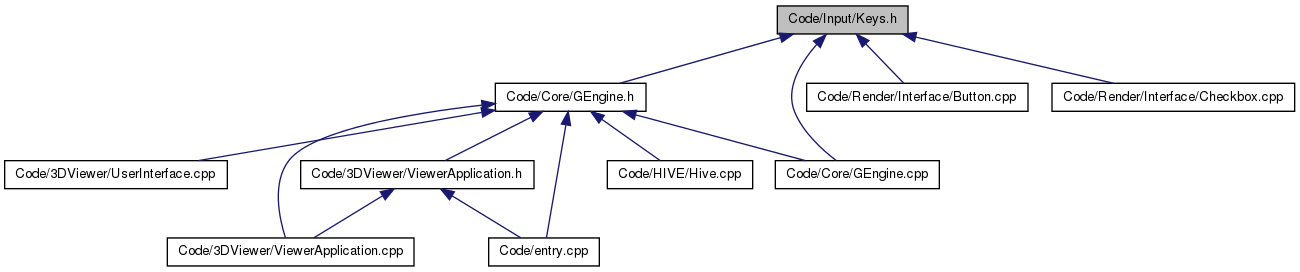 Code/Input/Keys.h
Code/Core/GEngine.h
Code/Render/Interface/Button.cpp
Code/Render/Interface/Checkbox.cpp
Code/3DViewer/UserInterface.cpp
Code/3DViewer/ViewerApplication.h
Code/HIVE/Hive.cpp
Code/Core/GEngine.cpp
Code/3DViewer/ViewerApplication.cpp
Code/entry.cpp